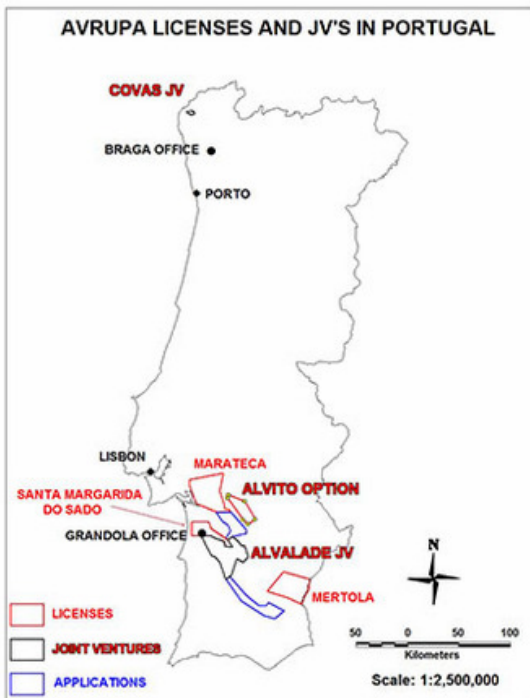 AVRUPA LICENSES AND JV'S IN PORTUGAL
COVAS JV
BRAGA OFFICE
PORTO
LISBON
MARATECA
SANTA MARGARIDA
DO SADO
ALVITO OPTION
GRANDOLA OFFICE
ALVALADE JV
MERTOLA
N
LICENSES
JOINT VENTURES
APPLICATIONS
50 0 50 100
Kilometers
Scale: 1:2,500,000